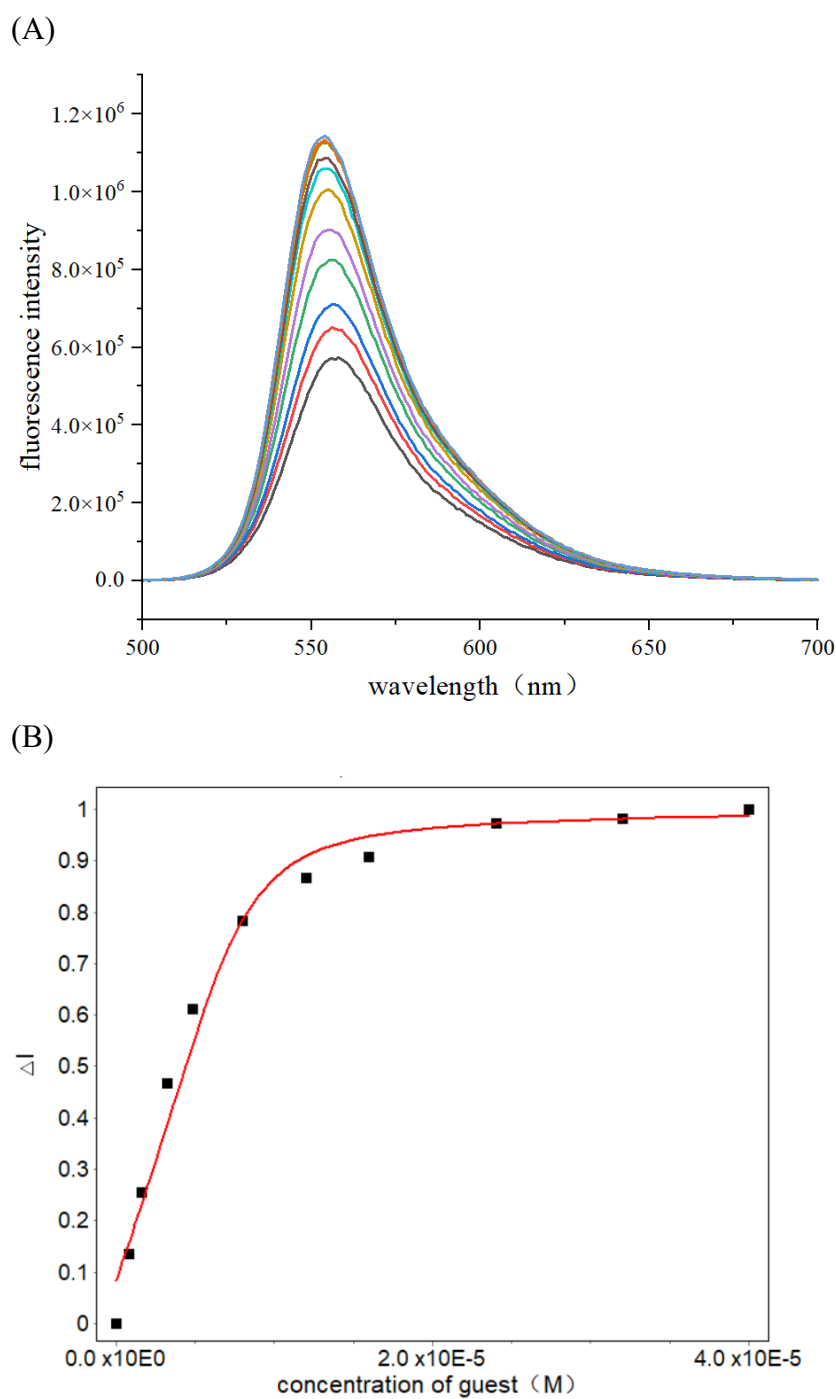 (A)
1.2×10⁶
1.0×10⁶
8.0×10⁵
6.0×10⁵
4.0×10⁵
2.0×10⁵
0.0
fluorescence intensity
500 550 600 650 700
wavelength（nm）
(B)
1
0.9
0.8
0.7
0.6
0.5
0.4
0.3
0.2
0.1
0
△I
0.0 x10E0 2.0 x10E-5 4.0 x10E-5
concentration of guest（M）